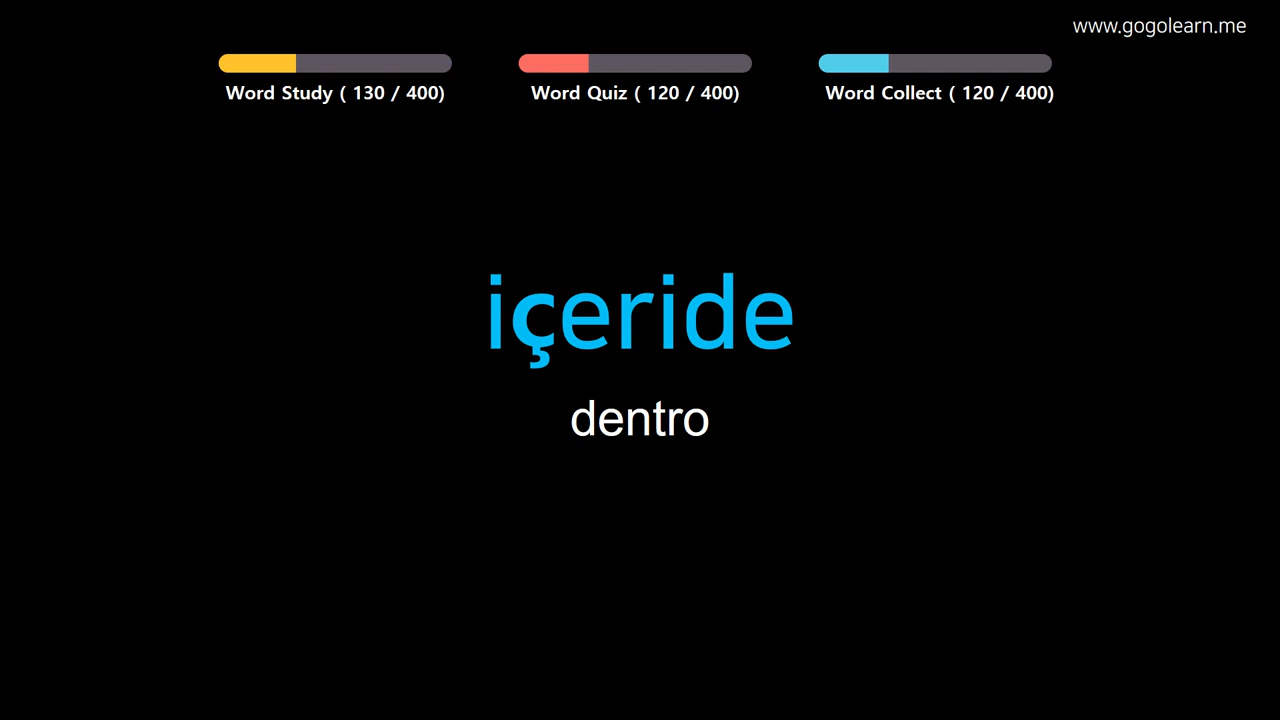 www.gogolearn.me
Word Study ( 130 / 400)
Word Quiz ( 120 / 400)
Word Collect ( 120 / 400)
içeride
dentro